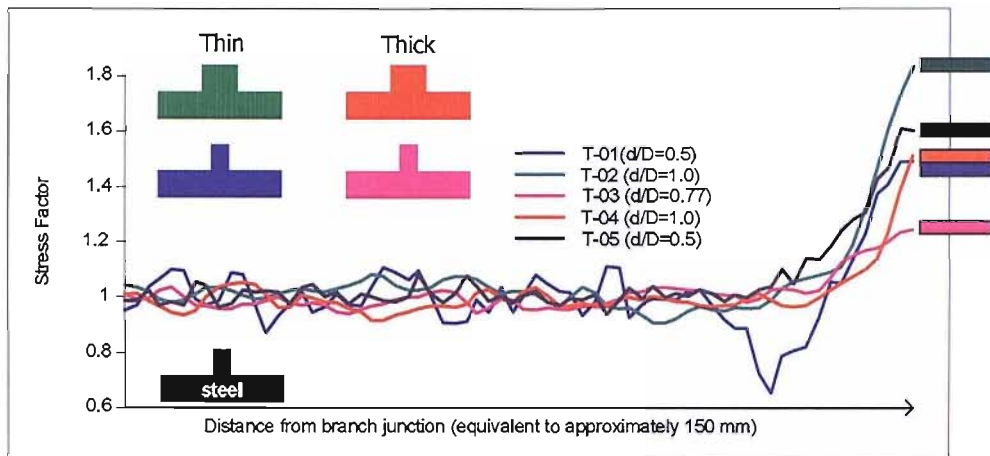 Thin Thick
1.8
1.6
1.4
1.2
1
0.8
0.6
Stress Factor
T-01(d/D=0.5)
T-02 (d/D=1.0)
T-03 (d/D=0.77)
T-04 (d/D=1.0)
T-05 (d/D=0.5)
steel
Distance from branch junction (equivalent to approximately 150 mm)